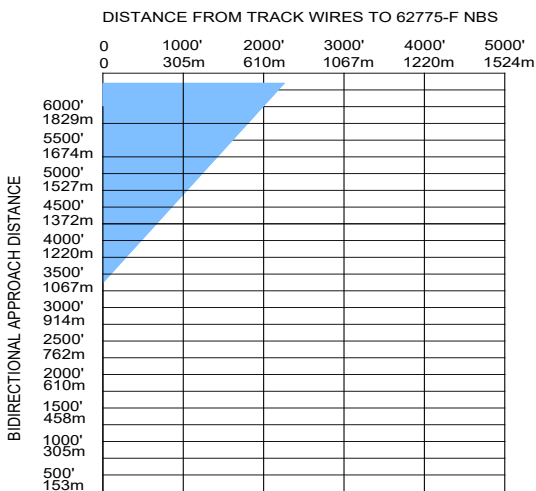 DISTANCE FROM TRACK WIRES TO 62775-F NBS
0 1000' 2000' 3000' 4000' 5000'
0 305m 610m 1067m 1220m 1524m
BIDIRECTIONAL APPROACH DISTANCE
6000'
1829m
5500'
1674m
5000'
1527m
4500'
1372m
4000'
1220m
3500'
1067m
3000'
914m
2500'
762m
2000'
610m
1500'
458m
1000'
305m
500'
153m